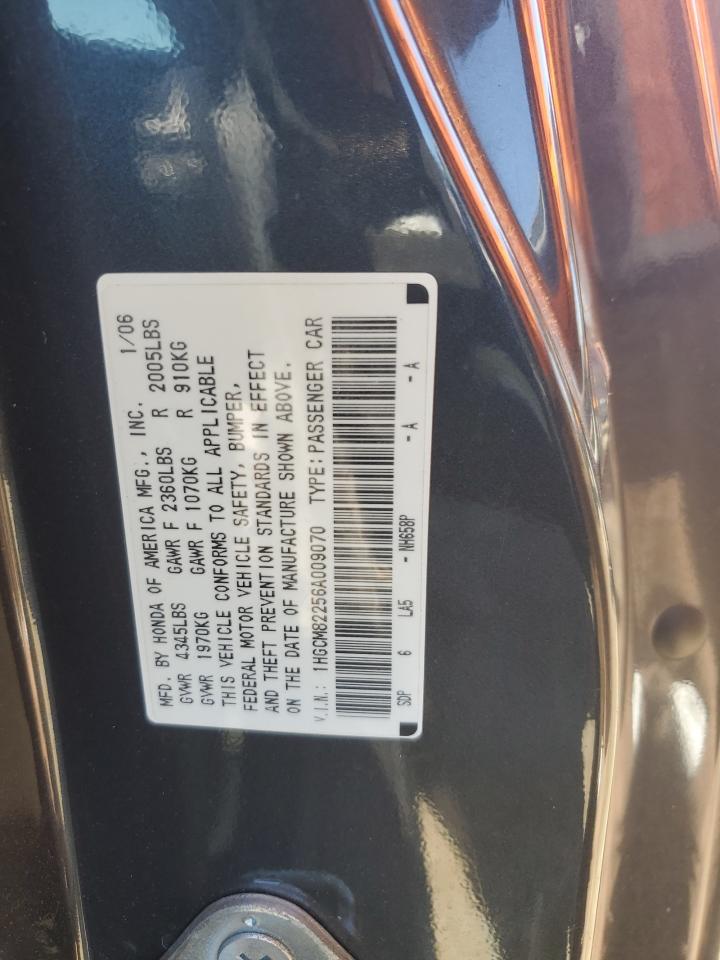 MFD. BY HONDA OF AMERICA MFG., INC. 1/06
GVWR 4345LBS GAWR F 2360LBS R 2005LBS
GVWR 1970KG GAWR F 1070KG R 910KG
THIS VEHICLE CONFORMS TO ALL APPLICABLE
FEDERAL MOTOR VEHICLE SAFETY, BUMPER,
AND THEFT PREVENTION STANDARDS IN EFFECT
ON THE DATE OF MANUFACTURE SHOWN ABOVE.
V.I.N.: 1HGCM82256A009070 TYPE: PASSENGER CAR
SDP 6 LA5 - NH658P - A - A